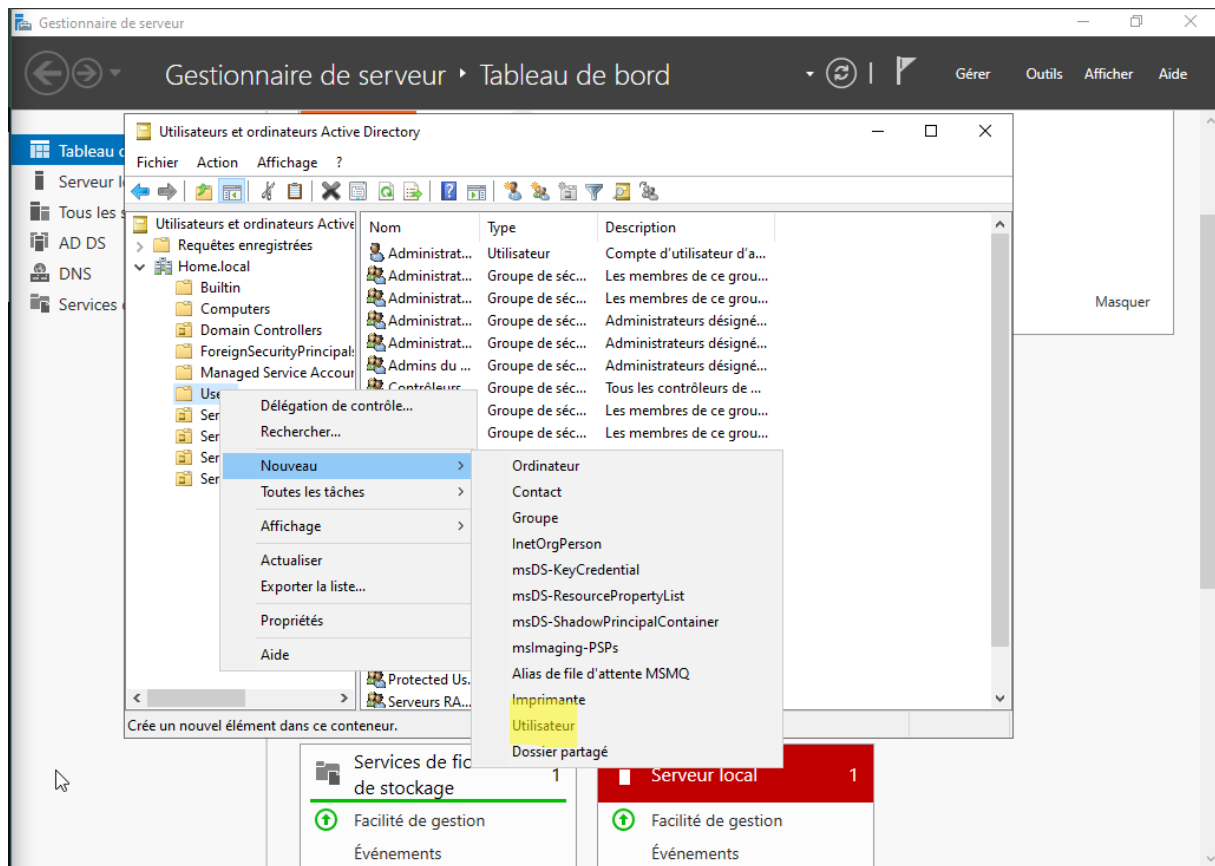 Gestionnaire de serveur
Gestionnaire de serveur ‣ Tableau de bord
Gérer Outils Afficher Aide
Tableau d
Serveur l
Tous les s
AD DS
DNS
Services
Masquer
Utilisateurs et ordinateurs Active Directory
Fichier Action Affichage ?
Utilisateurs et ordinateurs Active
Requêtes enregistrées
Home.local
Builtin
Computers
Domain Controllers
ForeignSecurityPrincipals
Managed Service Accour
Use
Ser
Ser
Ser
Ser
Nom Type Description
Administrat... Utilisateur Compte d'utilisateur d'a...
Administrat... Groupe de séc... Les membres de ce grou...
Administrat... Groupe de séc... Les membres de ce grou...
Administrat... Groupe de séc... Administrateurs désigné...
Administrat... Groupe de séc... Administrateurs désigné...
Admins du ... Groupe de séc... Administrateurs désigné...
Contrôleurs Groupe de séc... Tous les contrôleurs de ...
Groupe de séc... Les membres de ce grou...
Groupe de séc... Les membres de ce grou...
Délégation de contrôle...
Rechercher...
Nouveau
Toutes les tâches
Affichage
Actualiser
Exporter la liste...
Propriétés
Aide
Ordinateur
Contact
Groupe
InetOrgPerson
msDS-KeyCredential
msDS-ResourcePropertyList
msDS-ShadowPrincipalContainer
msImaging-PSPs
Alias de file d'attente MSMQ
Imprimante
Utilisateur
Dossier partagé
Protected Us.
Serveurs RA...
Crée un nouvel élément dans ce conteneur.
Services de fic
de stockage
1
Facilité de gestion
Événements
Serveur local 1
Facilité de gestion
Événements